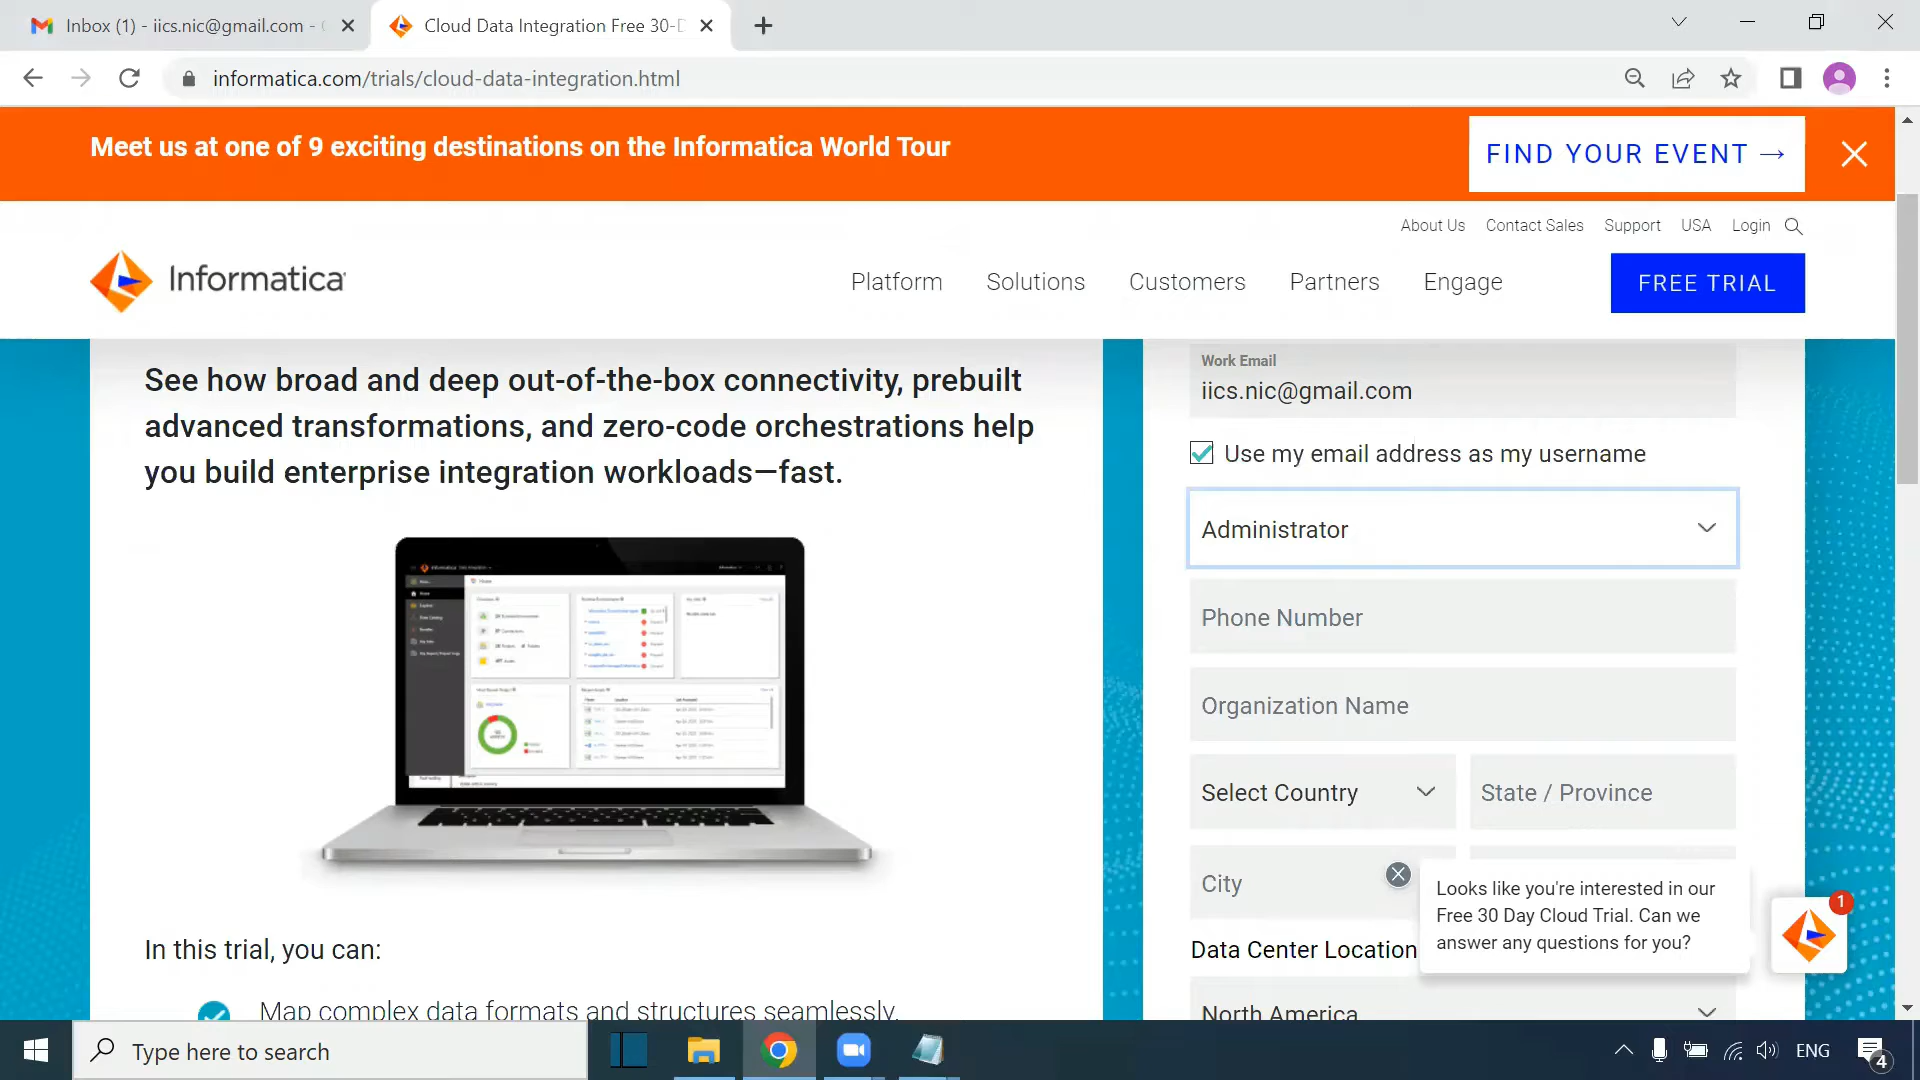 Inbox (1) - iics.nic@gmail.com -
Cloud Data Integration Free 30-D
informatica.com/trials/cloud-data-integration.html
Meet us at one of 9 exciting destinations on the Informatica World Tour
FIND YOUR EVENT →
About Us
Contact Sales
Support
USA
Login
Informatica
Platform
Solutions
Customers
Partners
Engage
FREE TRIAL
See how broad and deep out-of-the-box connectivity, prebuilt
advanced transformations, and zero-code orchestrations help
you build enterprise integration workloads—fast.
In this trial, you can:
Map complex data formats and structures seamlessly.
Work Email
iics.nic@gmail.com
Use my email address as my username
Administrator
Phone Number
Organization Name
Select Country
State / Province
City
Data Center Location
North America
Looks like you're interested in our
Free 30 Day Cloud Trial. Can we
answer any questions for you?
1
Type here to search
ENG
4